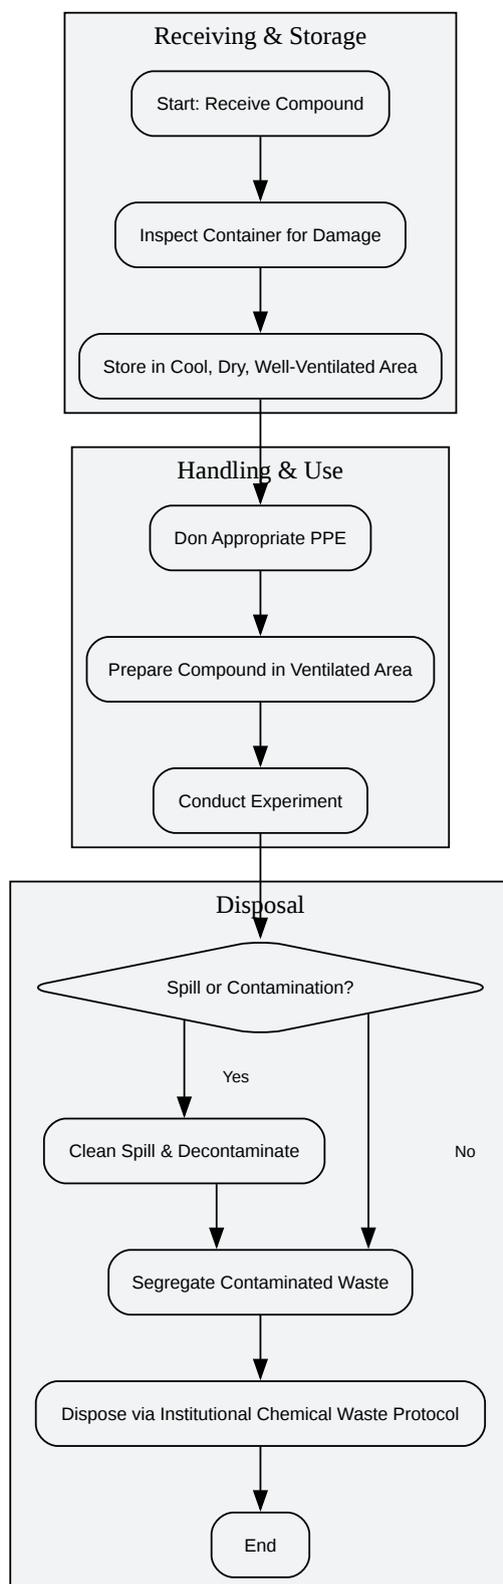 Receiving & Storage
Start: Receive Compound
Inspect Container for Damage
Store in Cool, Dry, Well-Ventilated Area
Handling & Use
Don Appropriate PPE
Prepare Compound in Ventilated Area
Conduct Experiment
Disposal
Spill or Contamination?
Yes
Clean Spill & Decontaminate
No
Segregate Contaminated Waste
Dispose via Institutional Chemical Waste Protocol
End